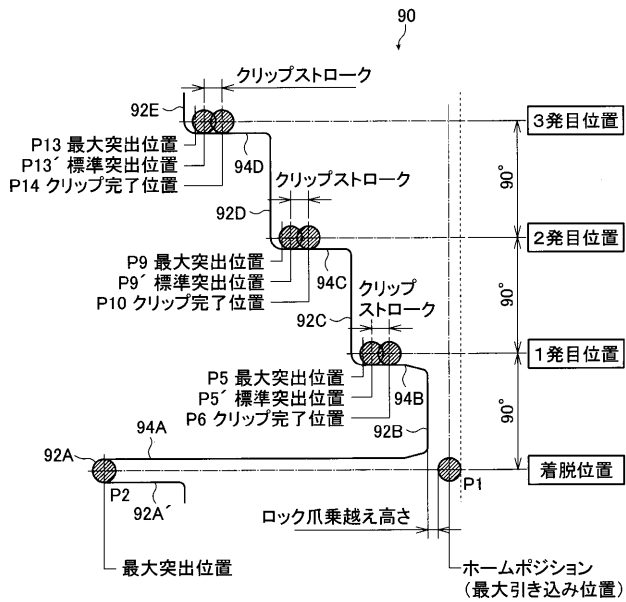 90
クリップストローク
92E
3発目位置
P13 最大突出位置
P13´ 標準突出位置
94D
P14 クリップ完了位置
クリップストローク
90°
92D
2発目位置
P9 最大突出位置
94C
P9´ 標準突出位置
クリップ
P10 クリップ完了位置
ストローク
90°
92C
1発目位置
P5 最大突出位置
P5´ 標準突出位置
94B
P6 クリップ完了位置
90°
94A
92B
92A
着脱位置
P2
P1
92A´
ロック爪乗越え高さ
最大突出位置
ホームポジション
(最大引き込み位置)